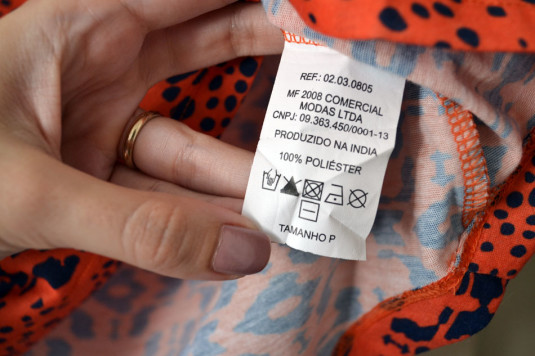 REF.: 02.03.0805
MF 2008 COMERCIAL
MODAS LTDA
CNPJ: 09.363.450/0001-13
PRODUZIDO NA INDIA
100% POLIÉSTER
TAMANHO P